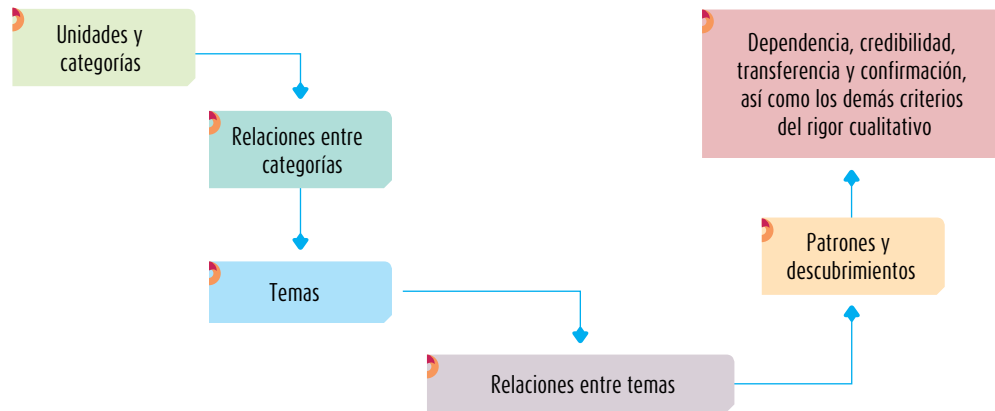 Unidades y
categorías
Relaciones entre
categorías
Temas
Relaciones entre temas
Patrones y
descubrimientos
Dependencia, credibilidad,
transferencia y confirmación,
así como los demás criterios
del rigor cualitativo